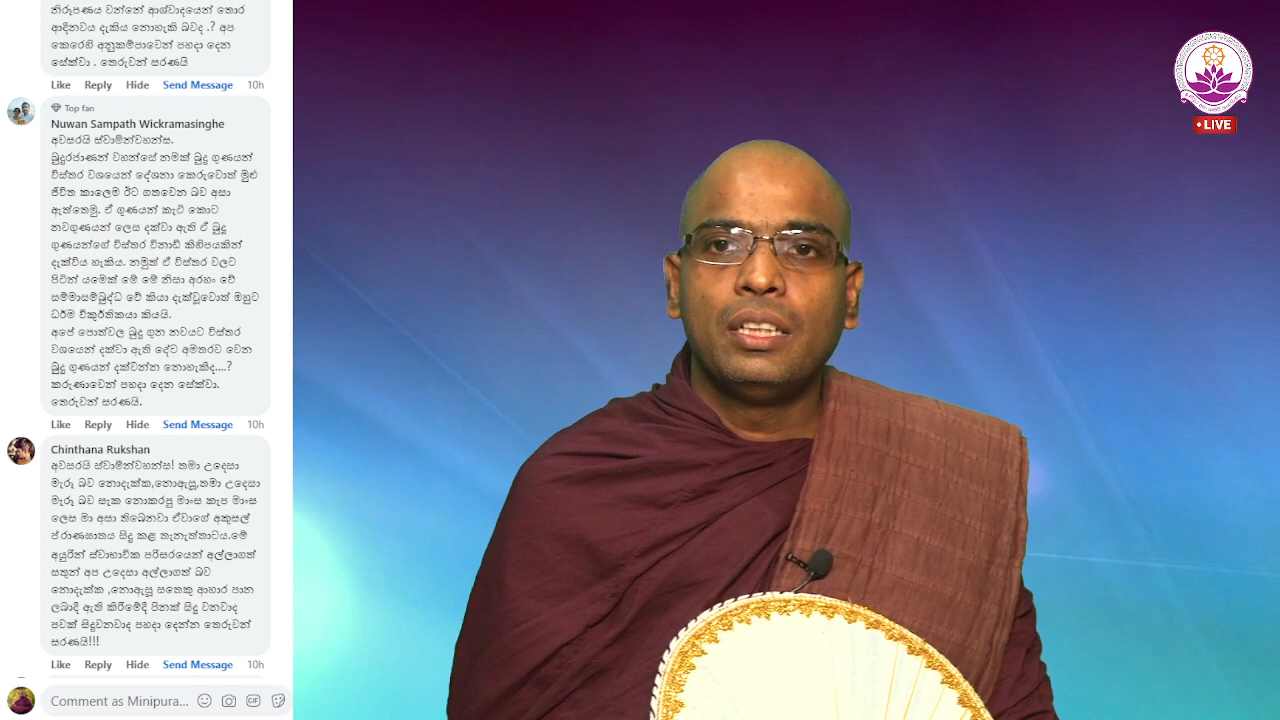 නිරූපණය වන්නේ ආශ්වාදයෙන් තොර
ආදීනවය දැකිය නොහැකි බවද .? අප
කෙරෙහි අනුකම්පාවෙන් පහදා දෙන
සේක්වා . තෙරුවන් සරණයි
Like Reply Hide Send Message 10h
Top fan
Nuwan Sampath Wickramasinghe
අවසරයි ස්වාමීන්වහන්ස.
බුදුරජාණන් වහන්සේ නමක් බුදු ගුණයන්
විස්තර වශයෙන් දේශනා කෙරුවොත් මුළු
ජීවිත කාලෙම ඊට ගතවෙන බව අසා
ඇත්තෙමු. ඒ ගුණයන් කැටි කොට
නවගුණයන් ලෙස දක්වා ඇති ඒ බුදු
ගුණයන්ගේ විස්තර විනාඩි කිහිපයකින්
දැක්විය හැකිය. නමුත් ඒ විස්තර වලට
පිටින් යමෙක් මේ මේ නිසා අරහං වේ
සම්මාසම්බුද්ධ වේ කියා දැක්වූවොත් ඔහුට
ධර්ම විකුර්තිකයා කියයි.
අපේ පොත්වල බුදු ගුන නවයට විස්තර
වශයෙන් දක්වා ඇති දේට අමතරව වෙන
බුදු ගුණයන් දක්වන්න නොහැකිද....?
කරුණාවෙන් පහදා දෙන සේක්වා.
තෙරුවන් සරණයි.
Like Reply Hide Send Message 10h
Chinthana Rukshan
අවසරයි ස්වාමීන්වහන්ස! තමා උදෙසා
මැරූ බව නොදැක්ක,නොඇසූ,තමා උදෙසා
මැරූ බව සැක නොකරපු මාංස කැප මාංස
ලෙස මා අසා තිබෙනවා ඒවාගේ අකුසල්
ප්‍රාණඝාතය සිදු කළ තැනැත්තාටය.මේ
අයුරින් ස්වාභාවික පරිසරයෙන් අල්ලාගත්
සතුන් අප උදෙසා අල්ලාගත් බව
නොදැක්ක ,නොඇසූ සතෙකු ආහාර පාන
ලබාදී ඇති කිරීමේදී පිනක් සිදු වනවාද
පවක් සිදුවනවාද පහදා දෙන්න තෙරුවන්
සරණයි!!!
Like Reply Hide Send Message 10h
Comment as Minipura...
LIVE